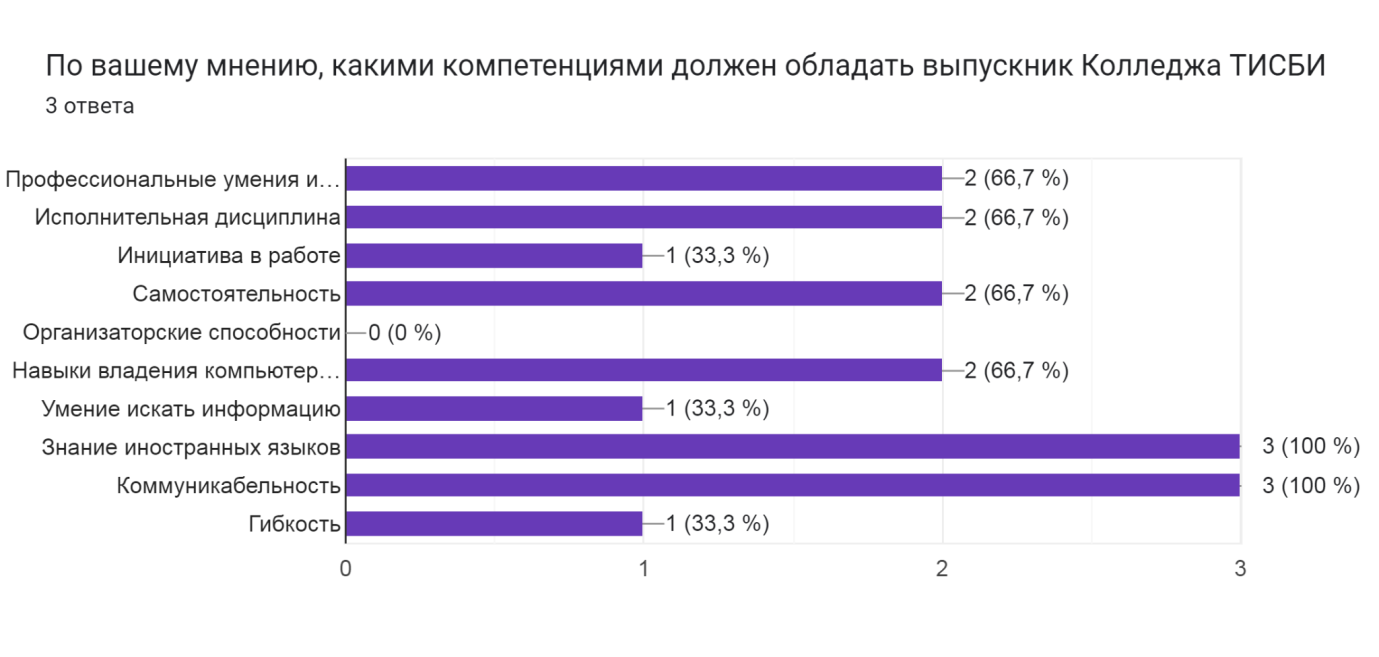 По вашему мнению, какими компетенциями должен обладать выпускник Колледжа ТИСБИ
3 ответа
Профессиональные умения и… 2 (66,7 %)
Исполнительная дисциплина 2 (66,7 %)
Инициатива в работе 1 (33,3 %)
Самостоятельность 2 (66,7 %)
Организаторские способности 0 (0 %)
Навыки владения компьютер… 2 (66,7 %)
Умение искать информацию 1 (33,3 %)
Знание иностранных языков 3 (100 %)
Коммуникабельность 3 (100 %)
Гибкость 1 (33,3 %)
0 1 2 3